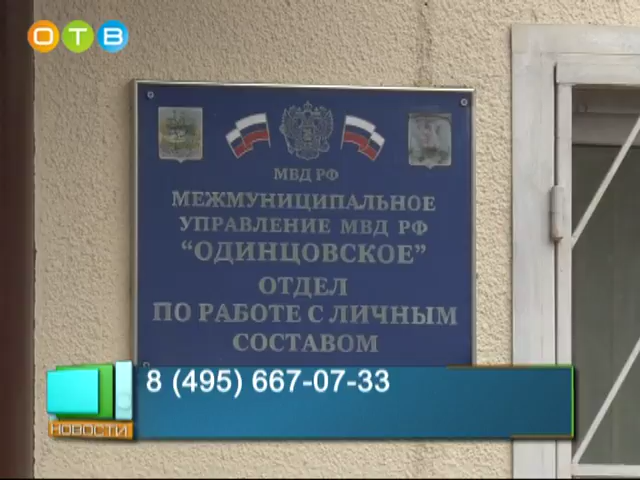 ОТВ
МВД РФ
МЕЖМУНИЦИПАЛЬНОЕ
УПРАВЛЕНИЕ МВД РФ
“ОДИНЦОВСКОЕ”
ОТДЕЛ
ПО РАБОТЕ С ЛИЧНЫМ
СОСТАВОМ
8 (495) 667-07-33
НОВОСТИ